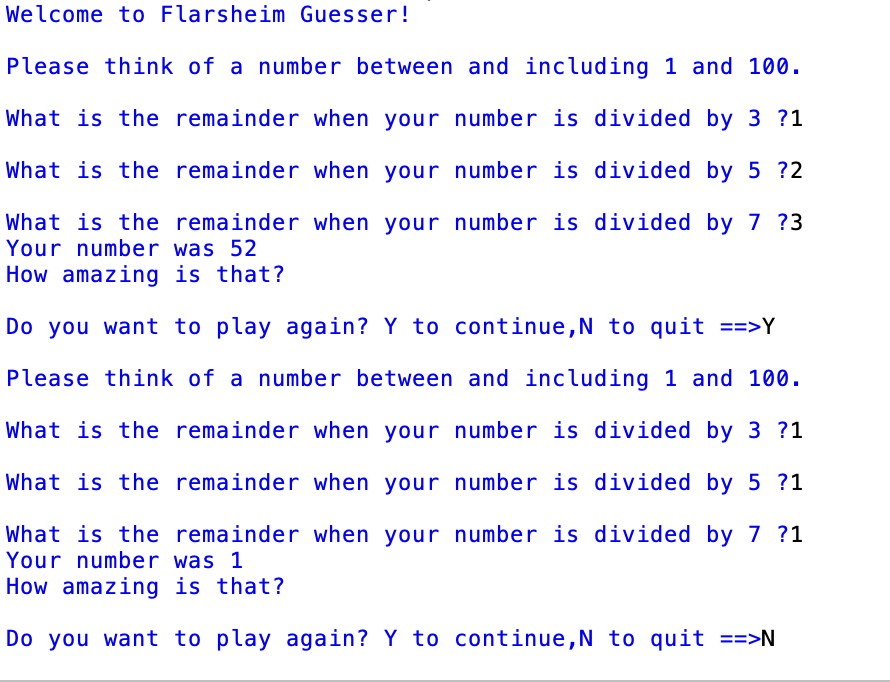 Welcome to Flarsheim Guesser!
Please think of a number between and including 1 and 100.
What is the remainder when your number is divided by 3 ?1
What is the remainder when your number is divided by 5 ?2
What is the remainder when your number is divided by 7 ?3
Your number was 52
How amazing is that?
Do you want to play again? Y to continue,N to quit ==>Y
Please think of a number between and including 1 and 100.
What is the remainder when your number is divided by 3 ?1
What is the remainder when your number is divided by 5 ?1
What is the remainder when your number is divided by 7 ?1
Your number was 1
How amazing is that?
Do you want to play again? Y to continue,N to quit ==>N